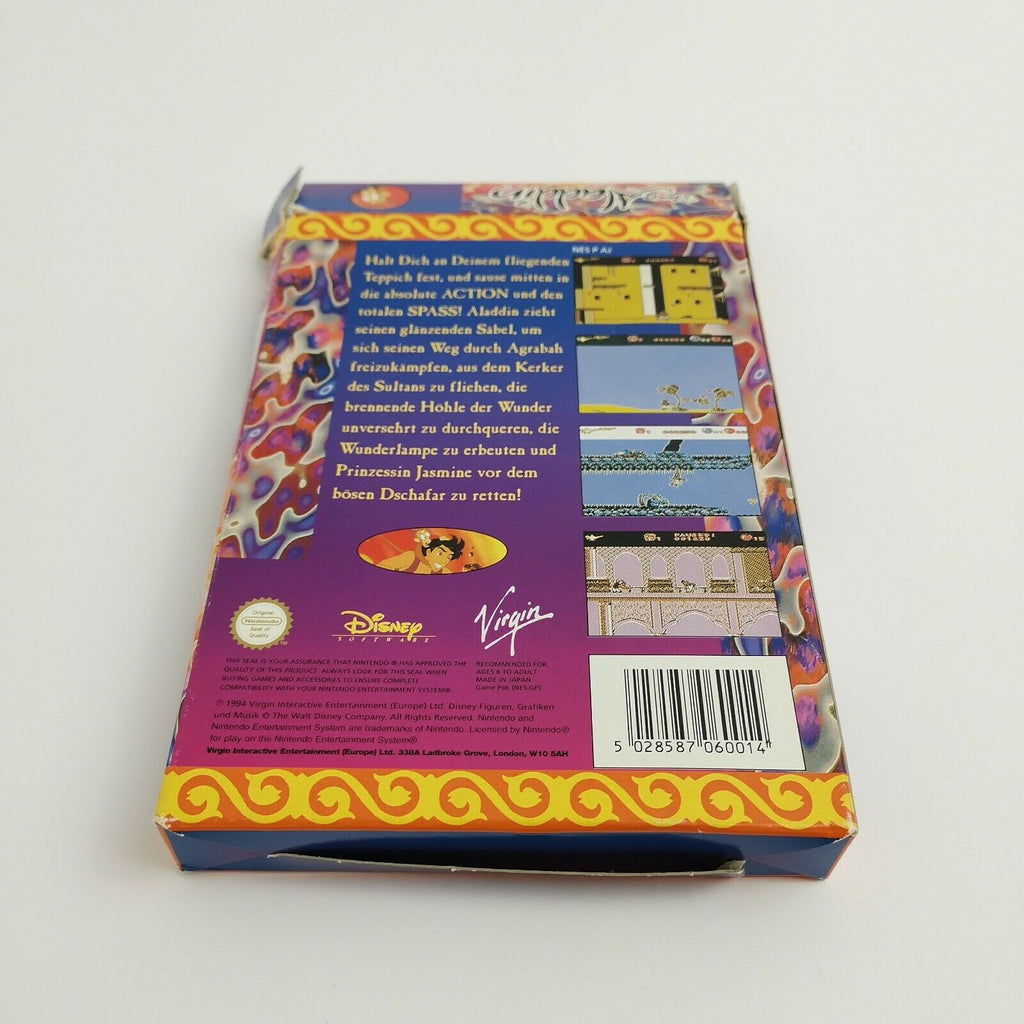 Aladdin
NES-P-AJ
Halt Dich an Deinem fliegenden
Teppich fest, und sause mitten in
die absolute ACTION und den
totalen SPASS! Aladdin zieht
seinen glänzenden Säbel, um
sich seinen Weg durch Agrabah
freizukämpfen, aus dem Kerker
des Sultans zu fliehen, die
brennende Höhle der Wunder
unversehrt zu durchqueren, die
Wunderlampe zu erbeuten und
Prinzessin Jasmine vor dem
bösen Dschafar zu retten!
PAUSED!
001820
15
Original
Nintendo
Seal of
Quality
TM
Disney
SOFTWARE
Virgin
THIS SEAL IS YOUR ASSURANCE THAT NINTENDO ® HAS APPROVED THE
QUALITY OF THIS PRODUCT. ALWAYS LOOK FOR THIS SEAL WHEN
BUYING GAMES AND ACCESSORIES TO ENSURE COMPLETE
COMPATIBILITY WITH YOUR NINTENDO ENTERTAINMENT SYSTEM®.
RECOMMENDED FOR
AGES 8 TO ADULT.
MADE IN JAPAN
Game Pak (NES-GP)
℗ 1994 Virgin Interactive Entertainment (Europe) Ltd. Disney-Figuren, Grafiken
und Musik © The Walt Disney Company. All Rights Reserved. Nintendo and
Nintendo Entertainment System are trademarks of Nintendo. Licensed by Nintendo®
for play on the Nintendo Entertainment System®.
Virgin Interactive Entertainment (Europe) Ltd. 338A Ladbroke Grove, London, W10 5AH
5 028587 060014